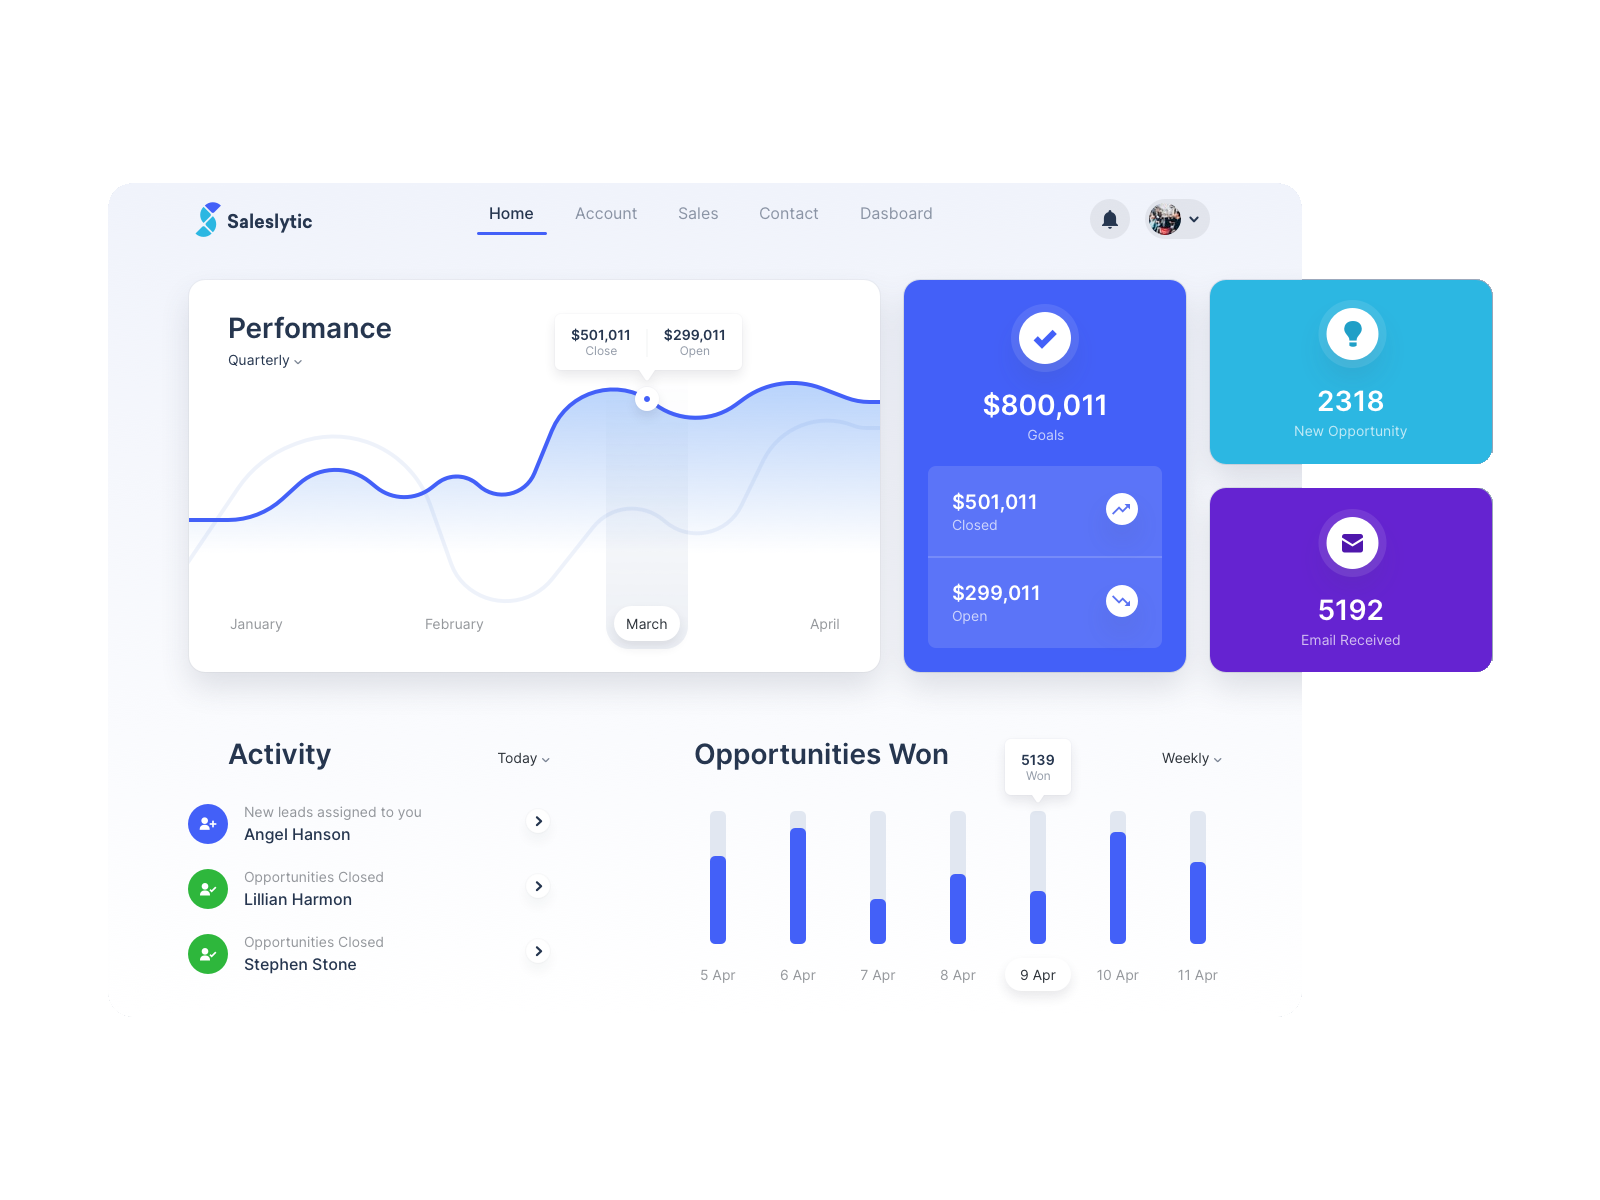 Saleslytic
Home
Account
Sales
Contact
Dasboard
Perfomance
Quarterly
$501,011
Close
$299,011
Open
January
February
March
April
$800,011
Goals
$501,011
Closed
$299,011
Open
2318
New Opportunity
5192
Email Received
Activity
Today
New leads assigned to you
Angel Hanson
Opportunities Closed
Lillian Harmon
Opportunities Closed
Stephen Stone
Opportunities Won
Weekly
5139
Won
5 Apr
6 Apr
7 Apr
8 Apr
9 Apr
10 Apr
11 Apr